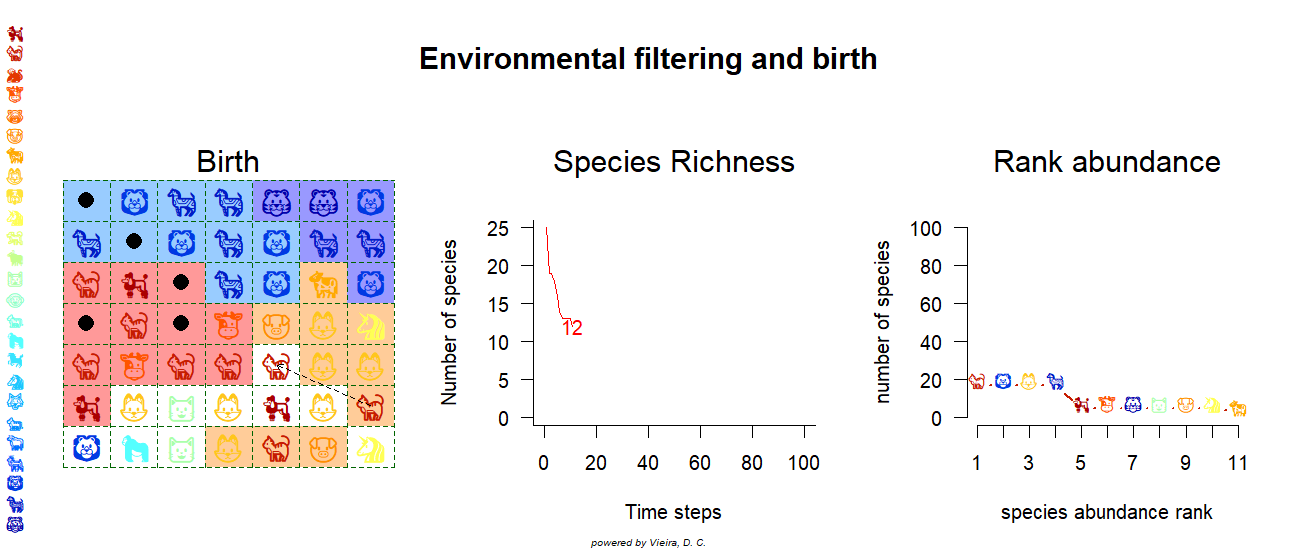 Environmental filtering and birth
Birth
Species Richness
Rank abundance
Number of species
25
20
15
10
5
0
12
0 20 40 60 80 100
Time steps
number of species
100
80
60
40
20
0
1 3 5 7 9 11
species abundance rank
powered by Vieira, D. C.